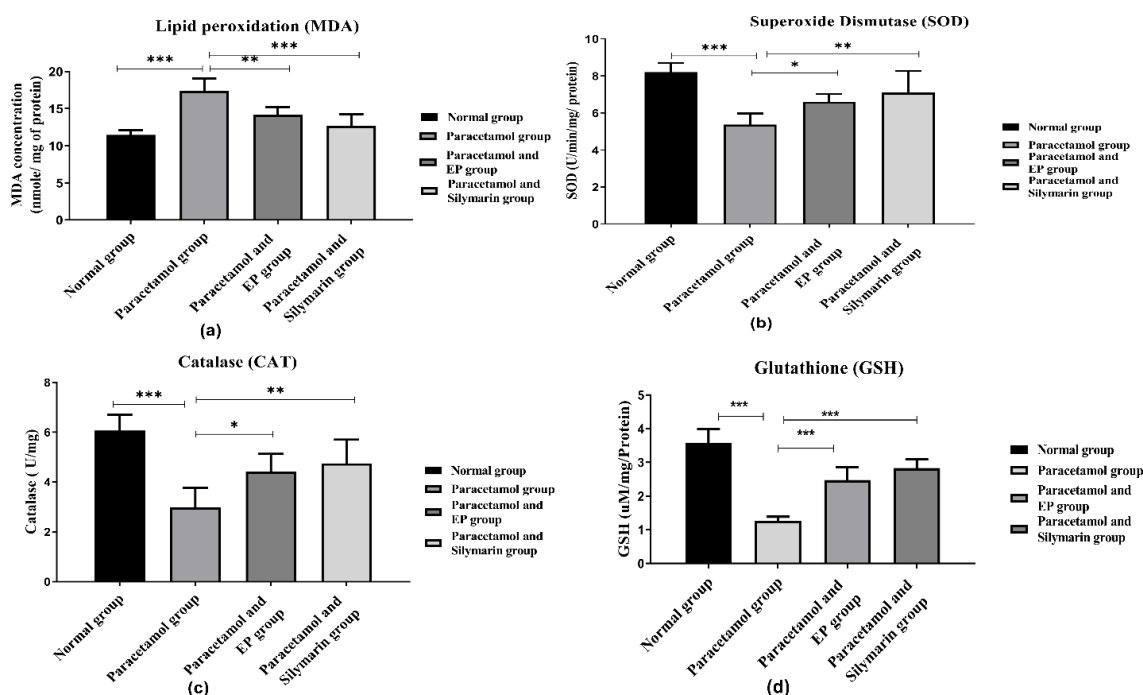 Lipid peroxidation (MDA)
***
*** **
MDA concentration
(nmole/ mg of protein)
20
15
10
5
0
Normal group
Paracetamol group
Paracetamol and
EP group
Paracetamol and
Silymarin group
Normal group
Paracetamol group
Paracetamol and
EP group
Paracetamol and
Silymarin group
(a)
Superoxide Dismutase (SOD)
*** **
*
SOD (U/min/mg/ protein)
10
8
6
4
2
0
Normal group
Paracetamol group
Paracetamol and
EP group
Paracetamol and
Silymarin group
Normal group
Paracetamol group
Paracetamol and
EP group
Paracetamol and
Silymarin group
(b)
Catalase (CAT)
*** **
*
Catalase ( U/mg)
8
6
4
2
0
Normal group
Paracetamol group
Paracetamol and
EP group
Paracetamol and
Silymarin group
Normal group
Paracetamol group
Paracetamol and
EP group
Paracetamol and
Silymarin group
(c)
Glutathione (GSH)
***
***
***
GSH (uM/mg/Protein)
5
4
3
2
1
0
Normal group
Paracetamol group
Paracetamol and
EP group
Paracetamol and
Silymarin group
Normal group
Paracetamol group
Paracetamol and
EP group
Paracetamol and
Silymarin group
(d)